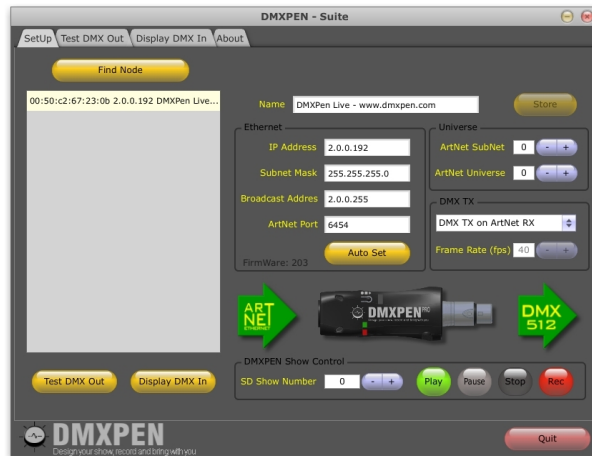 DMXPEN - Suite
SetUp Test DMX Out Display DMX In About
Find Node
00:50:c2:67:23:0b 2.0.0.192 DMXPen Live...
Name DMXPen Live - www.dmxpen.com Store
Ethernet
IP Address 2.0.0.192
Subnet Mask 255.255.255.0
Broadcast Addres 2.0.0.255
ArtNet Port 6454
FirmWare: 203 Auto Set
Universe
ArtNet SubNet 0 - +
ArtNet Universe 0 - +
DMX TX
DMX TX on ArtNet RX
Frame Rate (fps) 40 - +
ART
NET
ETHERNET
DMXPEN PRO
DMX
512
Test DMX Out Display DMX In
DMXPEN Show Control
SD Show Number 0 - + Play Pause Stop Rec
DMXPEN
Design your show, record and bring with you
Quit